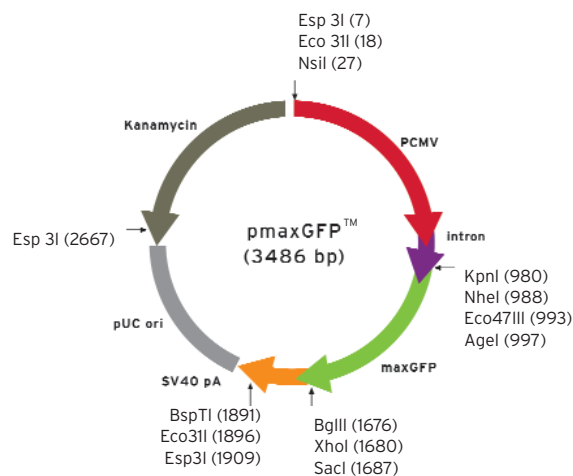 Esp 3I (7)
Eco 31I (18)
NsiI (27)
Kanamycin
PCMV
Esp 3I (2667)
pmaxGFP™
(3486 bp)
intron
KpnI (980)
NheI (988)
Eco47III (993)
AgeI (997)
pUC ori
maxGFP
SV40 pA
BspTI (1891)
Eco31I (1896)
Esp3I (1909)
BglII (1676)
XhoI (1680)
SacI (1687)